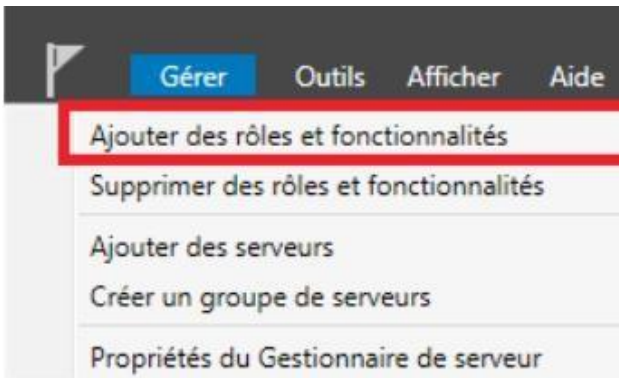 Gérer Outils Afficher Aide
Ajouter des rôles et fonctionnalités
Supprimer des rôles et fonctionnalités
Ajouter des serveurs
Créer un groupe de serveurs
Propriétés du Gestionnaire de serveur